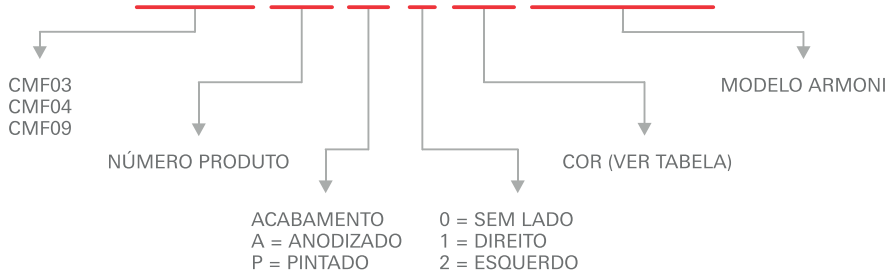 CMF03
CMF04
CMF09
MODELO ARMONI
NÚMERO PRODUTO
COR (VER TABELA)
ACABAMENTO
A = ANODIZADO
P = PINTADO
0 = SEM LADO
1 = DIREITO
2 = ESQUERDO